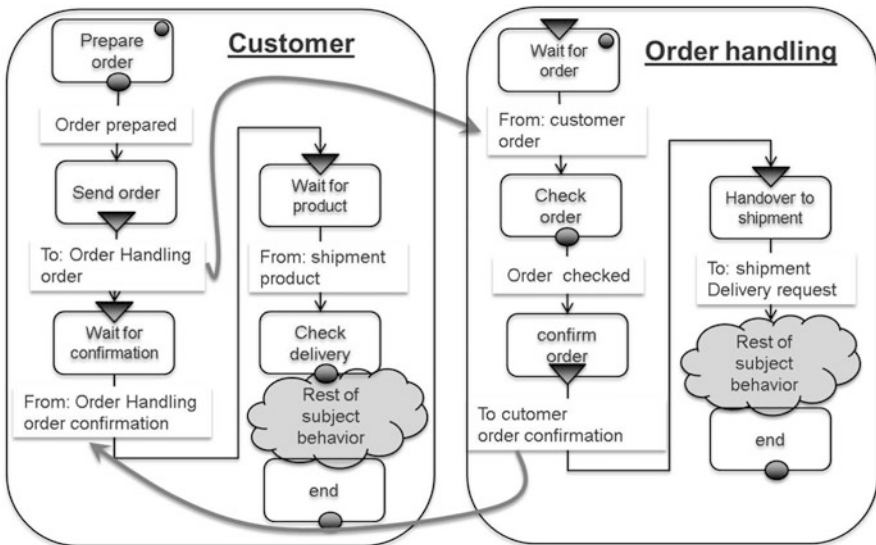 Customer
Prepare
order
Order prepared
Send order
To: Order Handling
order
Wait for
confirmation
From: Order Handling
order confirmation
Wait for
product
From: shipment
product
Check
delivery
Rest of
subject
behavior
end
Order handling
Wait for
order
From: customer
order
Check
order
Order checked
confirm
order
To cutomer
order confirmation
Handover to
shipment
To: shipment
Delivery request
Rest of
subject
behavior
end